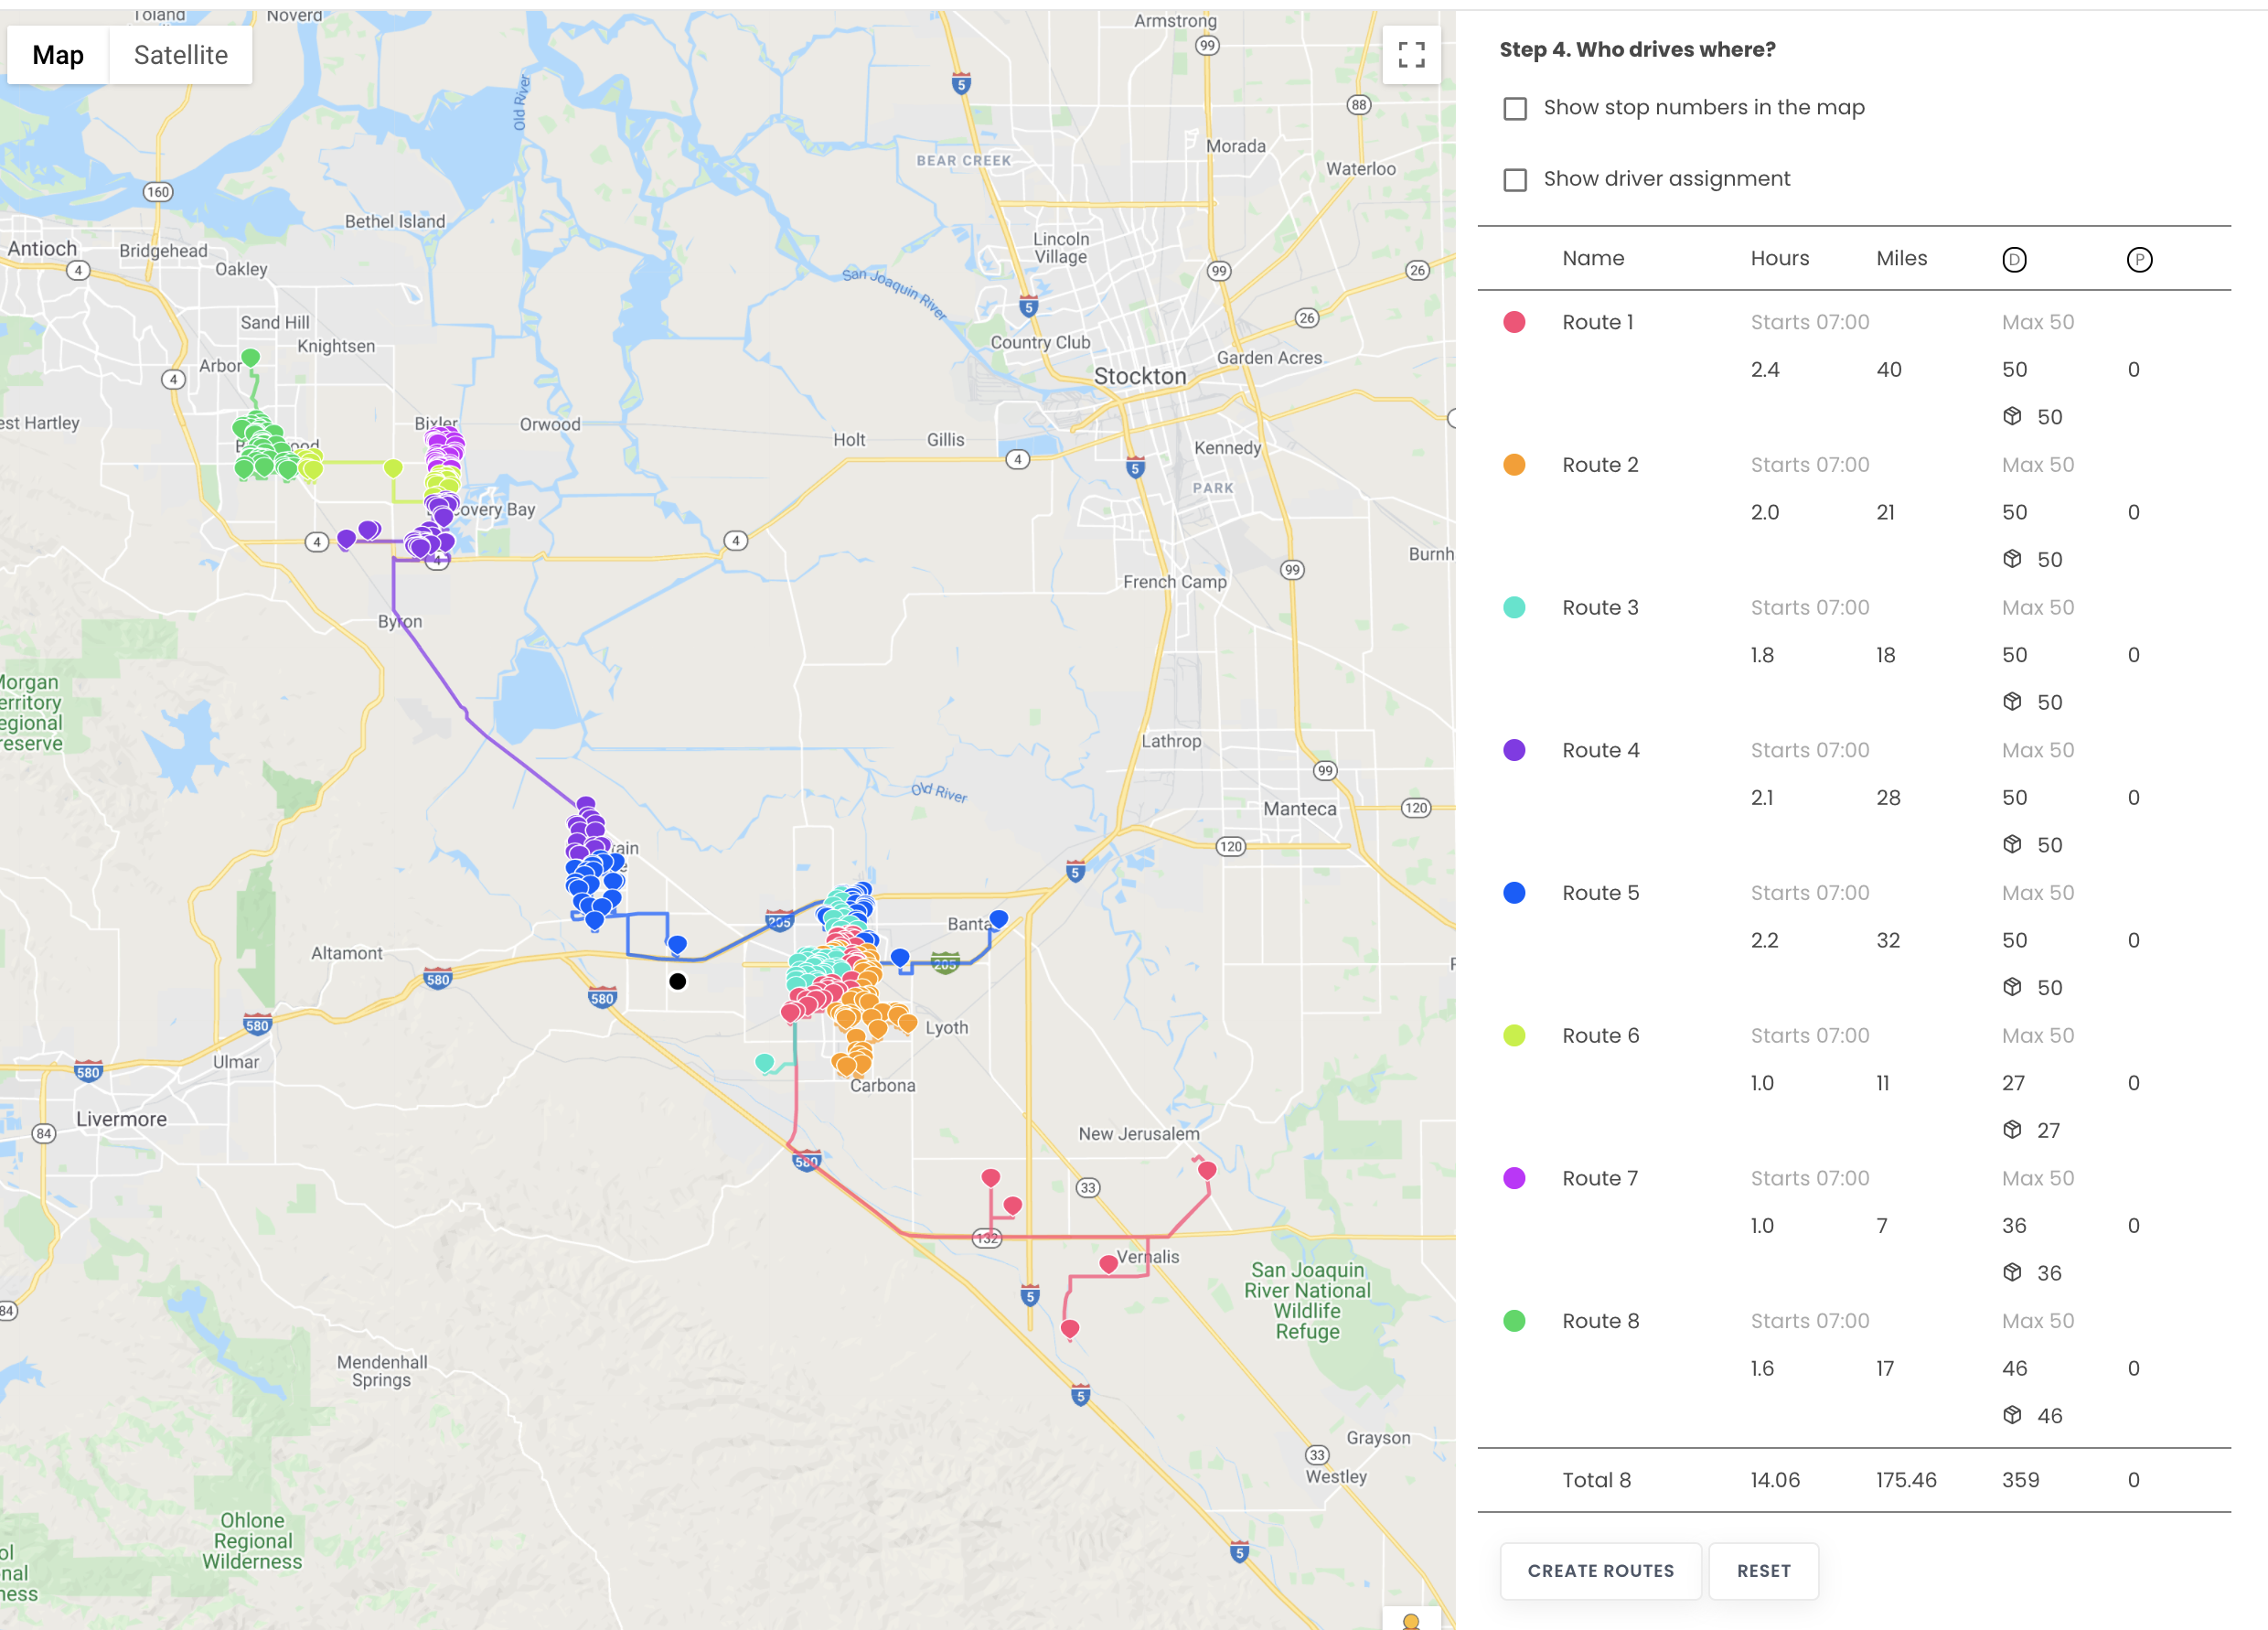 Toland
Noverd
Armstrong
Map
Satellite
99
5
Old River
88
Morada
BEAR CREEK
Waterloo
160
Bethel Island
Antioch
Bridgehead
Lincoln
Village
4
Oakley
99
26
San Joaquin River
5
26
Sand Hill
Knightsen
Country Club
Garden Acres
Arbor
4
Stockton
est Hartley
Bixler
Orwood
Holt
Gillis
Kennedy
4
5
PARK
covery Bay
4
4
4
Burnh
99
French Camp
Byron
Morgan
erritory
egional
reserve
Lathrop
99
Old River
Manteca
120
120
tain
5
205
Banta
Altamont
205
580
580
580
Lyoth
Ulmar
580
Carbona
Livermore
84
New Jerusalem
580
33
132
Vernalis
San Joaquin
River National
Wildlife
Refuge
5
84
Mendenhall
Springs
5
Grayson
33
Westley
Ohlone
Regional
Wilderness
ol
nal
ness
5
Step 4. Who drives where?
Show stop numbers in the map
Show driver assignment
Name Hours Miles D P
Route 1 Starts 07:00 Max 50
2.4 40 50 0
50
Route 2 Starts 07:00 Max 50
2.0 21 50 0
50
Route 3 Starts 07:00 Max 50
1.8 18 50 0
50
Route 4 Starts 07:00 Max 50
2.1 28 50 0
50
Route 5 Starts 07:00 Max 50
2.2 32 50 0
50
Route 6 Starts 07:00 Max 50
1.0 11 27 0
27
Route 7 Starts 07:00 Max 50
1.0 7 36 0
36
Route 8 Starts 07:00 Max 50
1.6 17 46 0
46
Total 8 14.06 175.46 359 0
CREATE ROUTES RESET